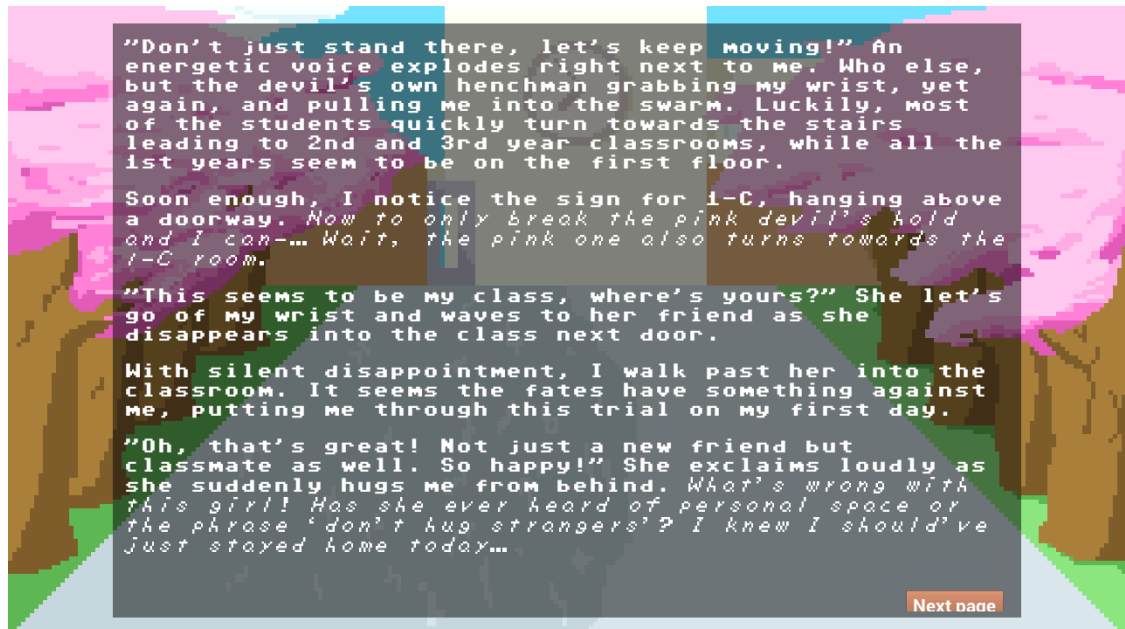 "Don't just stand there, let's keep moving!" An
energetic voice explodes right next to me. Who else,
but the devil's own henchman grabbing my wrist, yet
again, and pulling me into the swarm. Luckily, most
of the students quickly turn towards the stairs
leading to 2nd and 3rd year classrooms, while all the
1st years seem to be on the first floor.
Soon enough, I notice the sign for 1-C, hanging above
a doorway. Now to only break the pink devil's hold
and I can-… Wait, the pink one also turns towards the
1-C room.
"This seems to be my class, where's yours?" She let's
go of my wrist and waves to her friend as she
disappears into the class next door.
With silent disappointment, I walk past her into the
classroom. It seems the fates have something against
me, putting me through this trial on my first day.
"Oh, that's great! Not just a new friend but
classmate as well. So happy!" She exclaims loudly as
she suddenly hugs me from behind. What's wrong with
this girl! Has she ever heard of personal space or
the phrase 'don't hug strangers'? I knew I should've
just stayed home today…
Next page